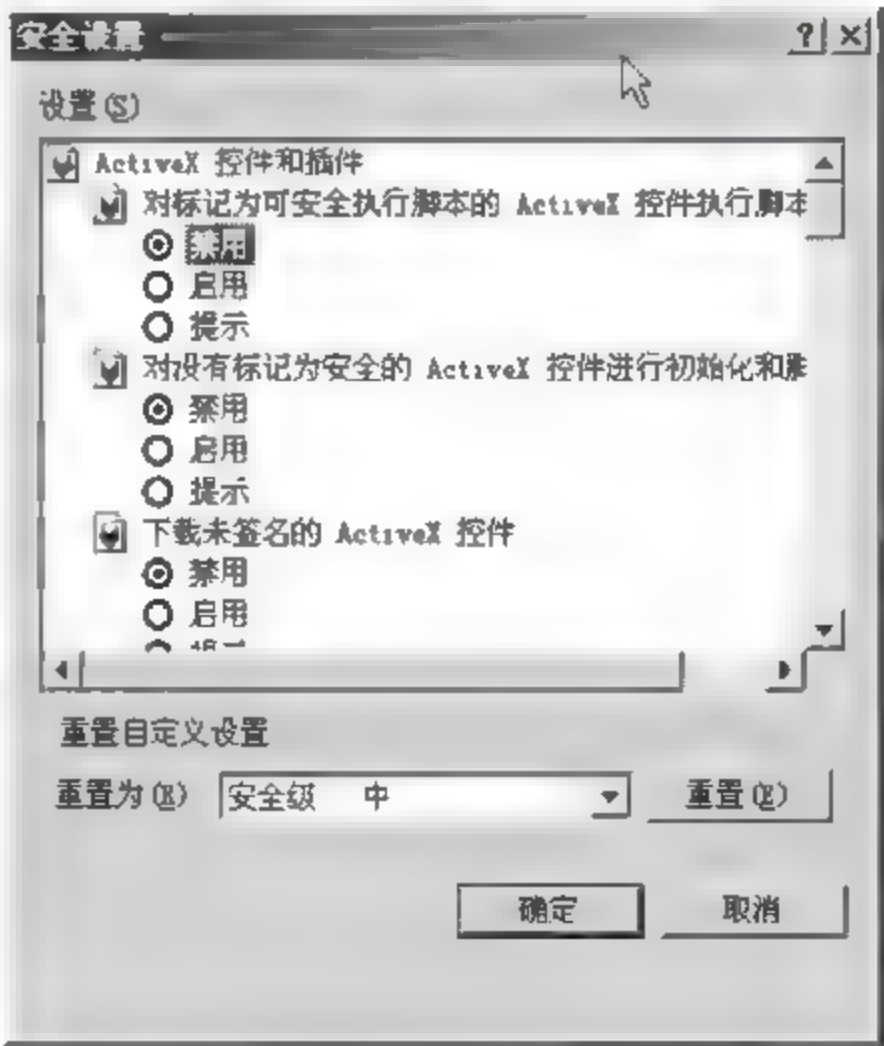 安全设置
? ×
设置(S)
ActiveX 控件和插件
对标记为可安全执行脚本的 ActiveX 控件执行脚本
禁用
启用
提示
对没有标记为安全的 ActiveX 控件进行初始化和脚
禁用
启用
提示
下载未签名的 ActiveX 控件
禁用
启用
重置自定义设置
重置为(R) 安全级 中 重置(E)
确定 取消